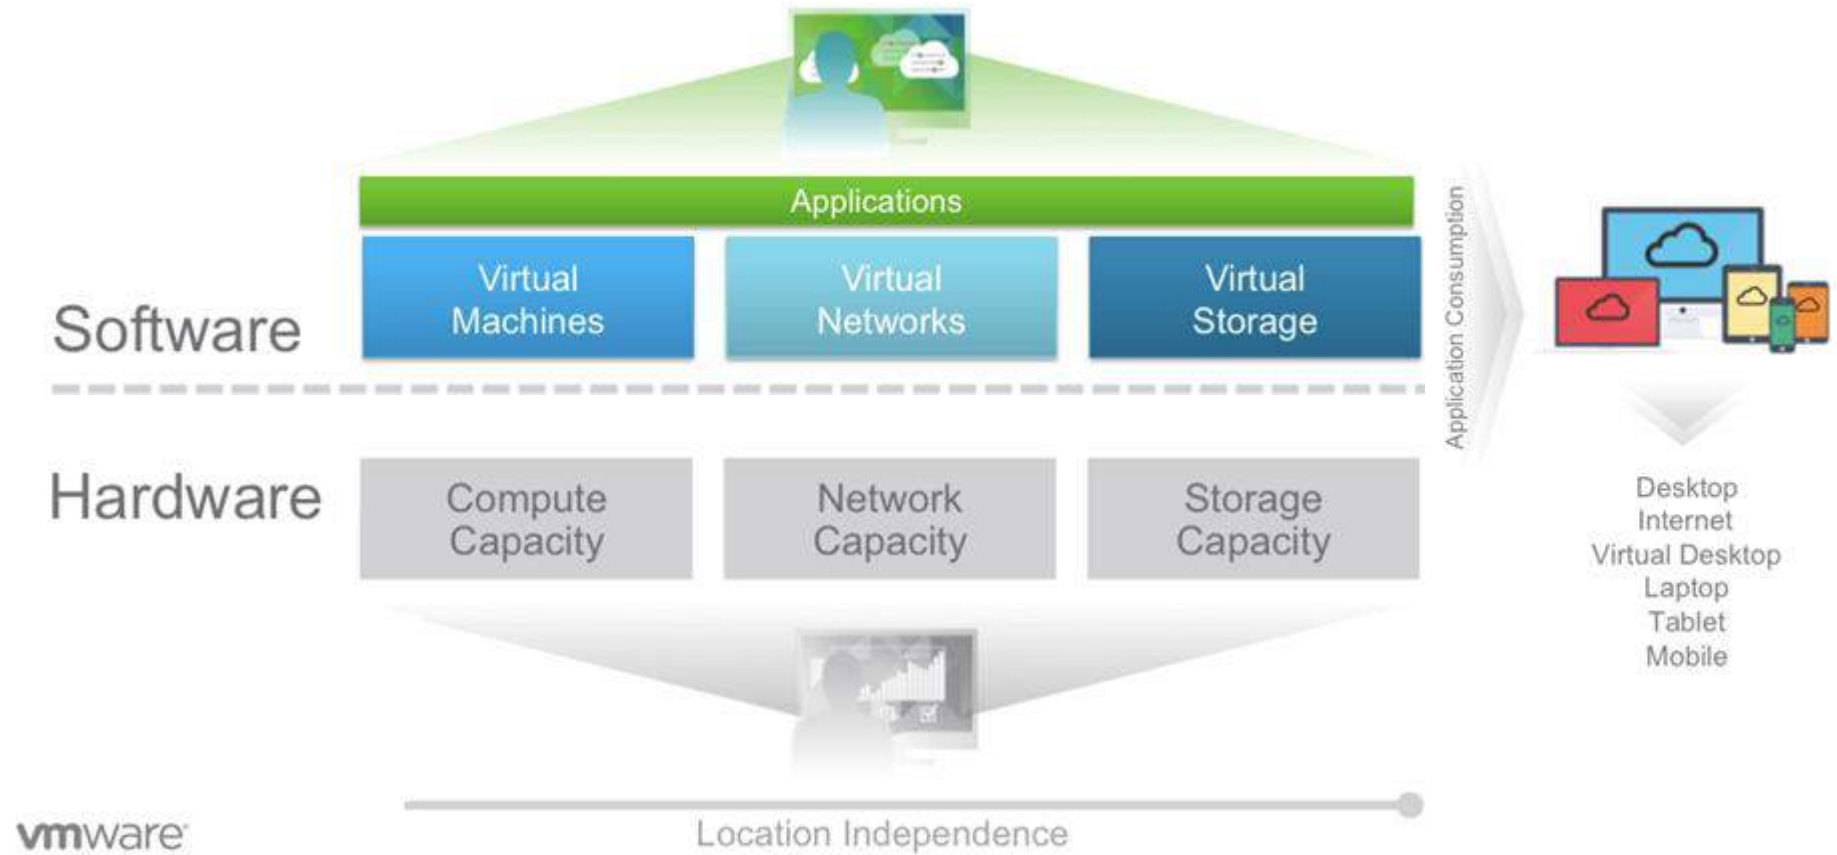 Applications
Virtual
Machines
Virtual
Networks
Virtual
Storage
Software
Application Consumption
Hardware
Compute
Capacity
Network
Capacity
Storage
Capacity
Desktop
Internet
Virtual Desktop
Laptop
Tablet
Mobile
Location Independence
vmware